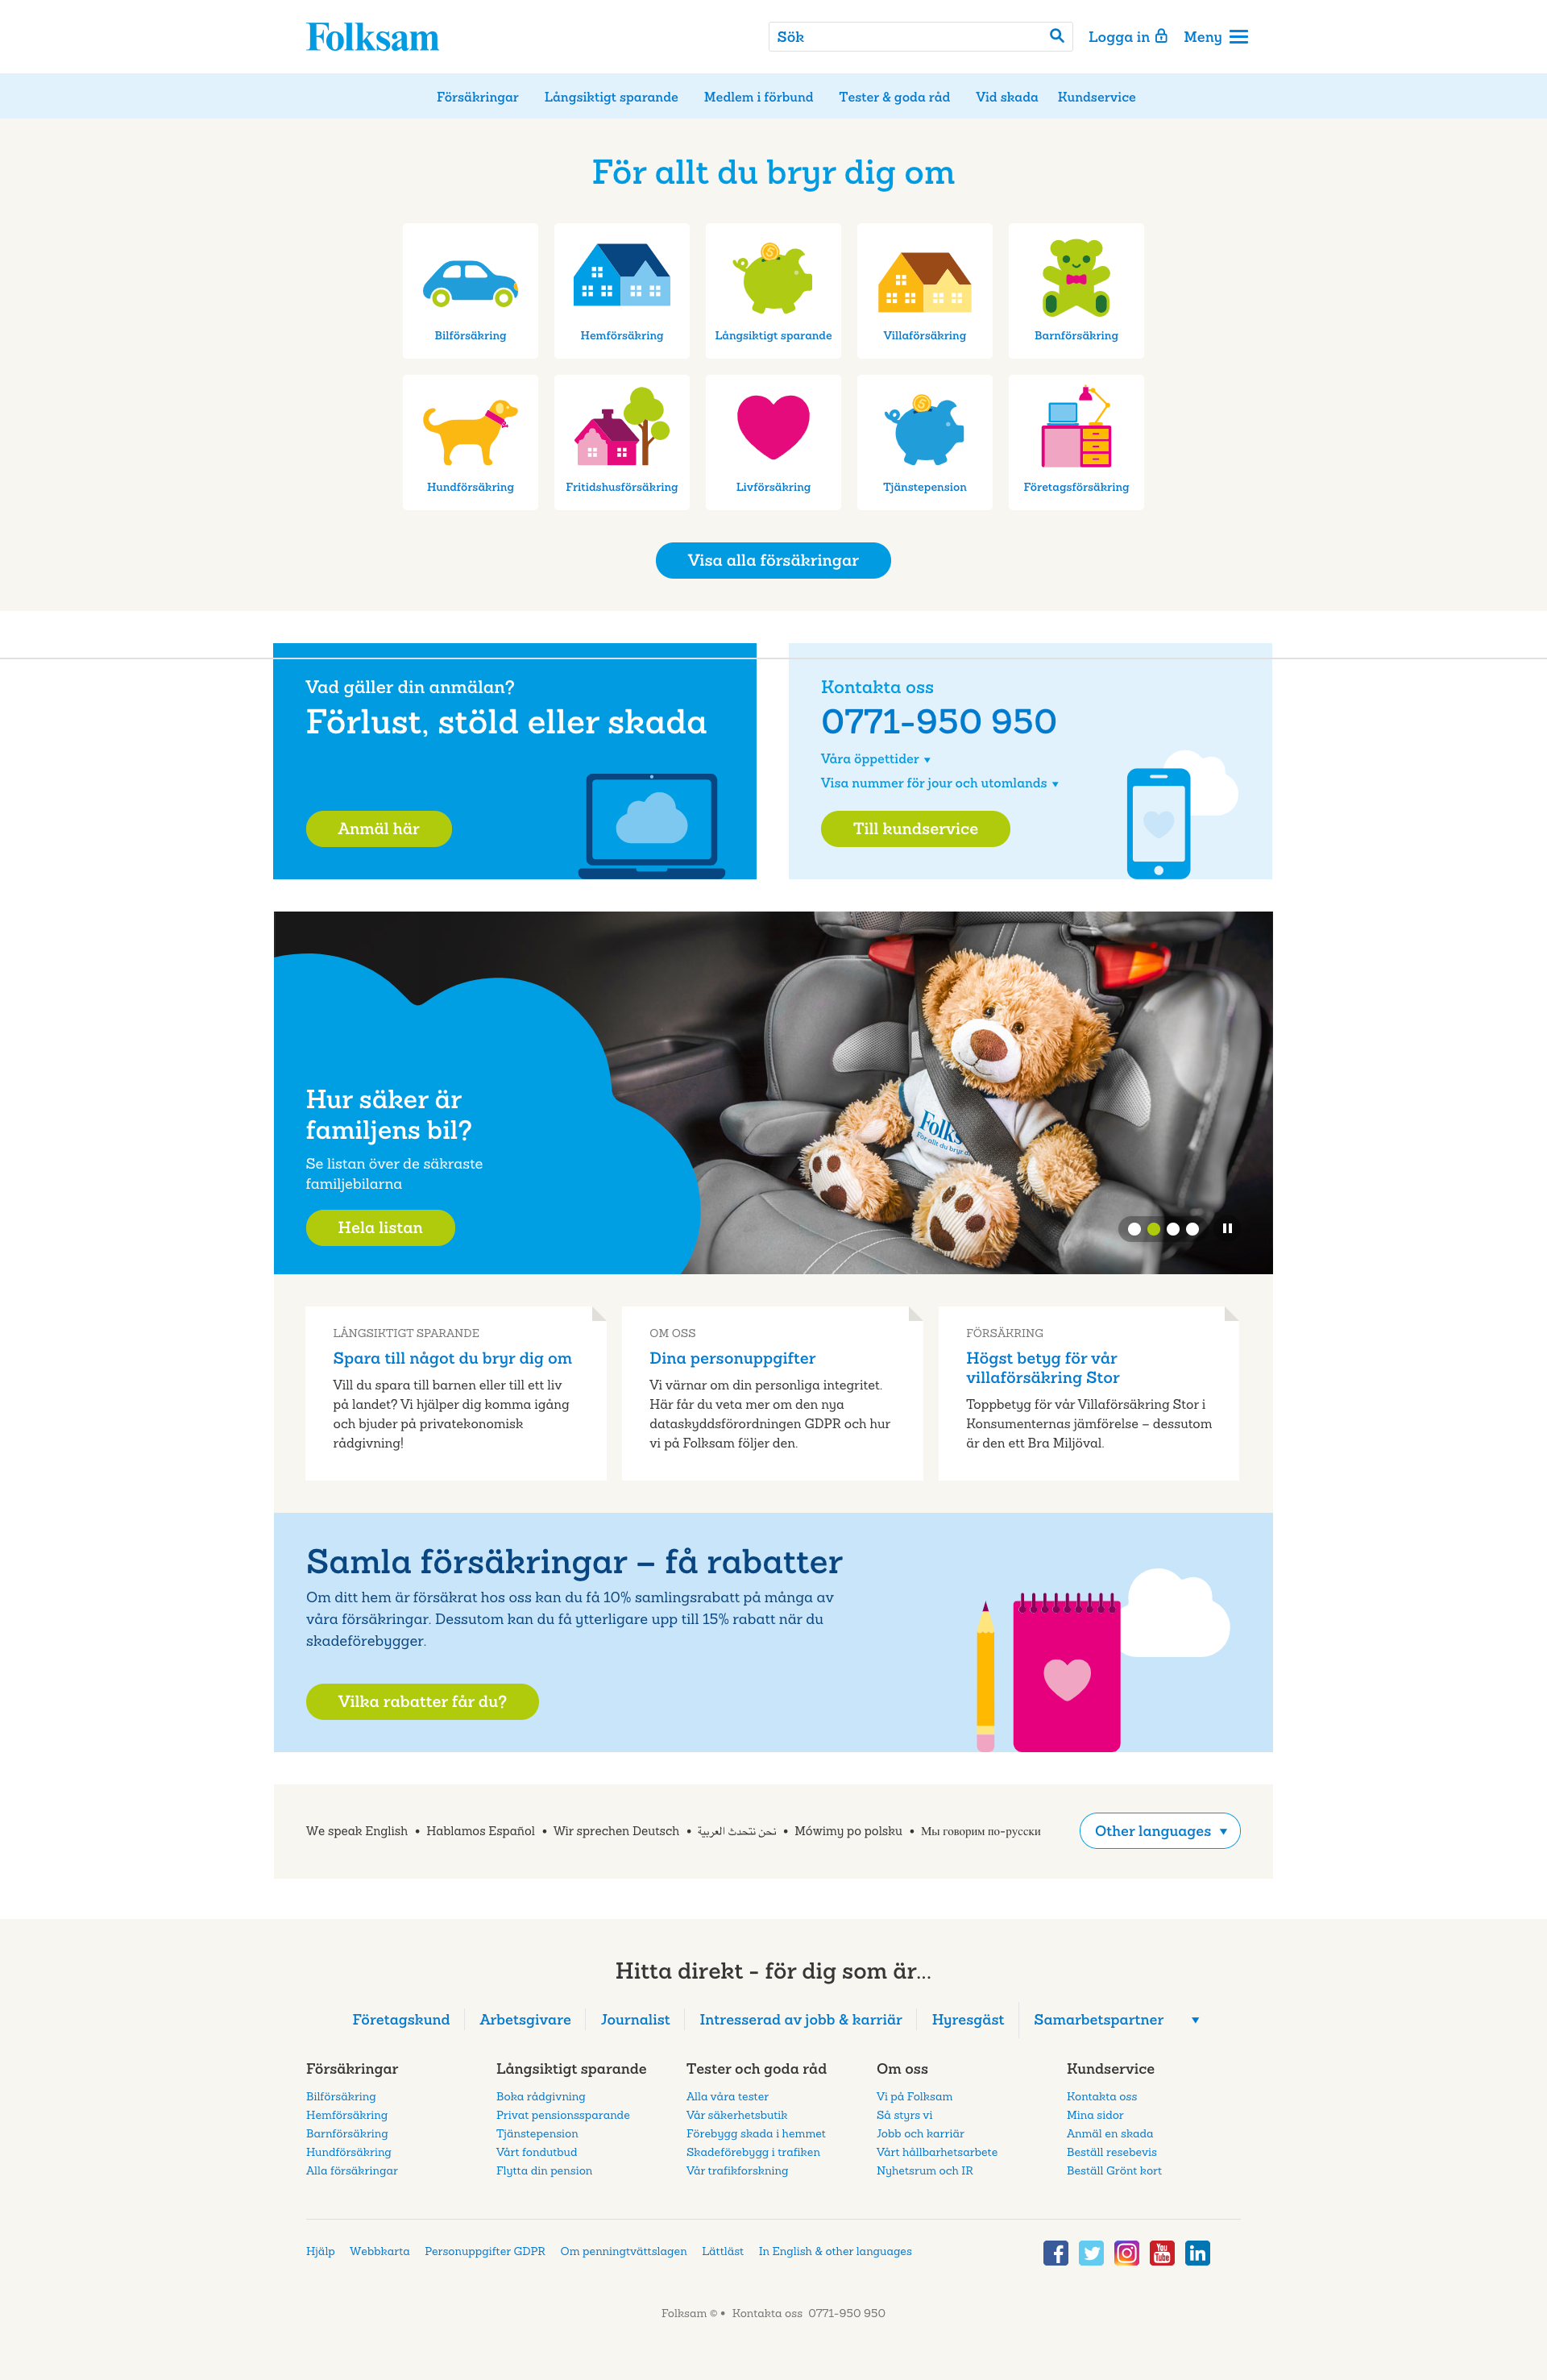 Folksam
Sök
Logga in
Meny
Försäkringar
Långsiktigt sparande
Medlem i förbund
Tester & goda råd
Vid skada
Kundservice
För allt du bryr dig om
Bilförsäkring
Hemförsäkring
Långsiktigt sparande
Villaförsäkring
Barnförsäkring
Hundförsäkring
Fritidshusförsäkring
Livförsäkring
Tjänstepension
Företagsförsäkring
Visa alla försäkringar
Vad gäller din anmälan?
Förlust, stöld eller skada
Anmäl här
Kontakta oss
0771-950 950
Våra öppettider
Visa nummer för jour och utomlands
Till kundservice
Hur säker är
familjens bil?
Se listan över de säkraste
familjebilarna
Hela listan
Folks
För allt du bryr d
LÅNGSIKTIGT SPARANDE
Spara till något du bryr dig om
Vill du spara till barnen eller till ett liv
på landet? Vi hjälper dig komma igång
och bjuder på privatekonomisk
rådgivning!
OM OSS
Dina personuppgifter
Vi värnar om din personliga integritet.
Här får du veta mer om den nya
dataskyddsförordningen GDPR och hur
vi på Folksam följer den.
FÖRSÄKRING
Högst betyg för vår
villaförsäkring Stor
Toppbetyg för vår Villaförsäkring Stor i
Konsumenternas jämförelse – dessutom
är den ett Bra Miljöval.
Samla försäkringar – få rabatter
Om ditt hem är försäkrat hos oss kan du få 10% samlingsrabatt på många av
våra försäkringar. Dessutom kan du få ytterligare upp till 15% rabatt när du
skadeförebygger.
Vilka rabatter får du?
We speak English • Hablamos Español • Wir sprechen Deutsch • نحن نتحدث العربية • Mówimy po polsku • Мы говорим по-русски
Other languages
Hitta direkt - för dig som är...
Företagskund
Arbetsgivare
Journalist
Intresserad av jobb & karriär
Hyresgäst
Samarbetspartner
Försäkringar
Bilförsäkring
Hemförsäkring
Barnförsäkring
Hundförsäkring
Alla försäkringar
Långsiktigt sparande
Boka rådgivning
Privat pensionssparande
Tjänstepension
Vårt fondutbud
Flytta din pension
Tester och goda råd
Alla våra tester
Vår säkerhetsbutik
Förebygg skada i hemmet
Skadeförebygg i trafiken
Vår trafikforskning
Om oss
Vi på Folksam
Så styrs vi
Jobb och karriär
Vårt hållbarhetsarbete
Nyhetsrum och IR
Kundservice
Kontakta oss
Mina sidor
Anmäl en skada
Beställ resebevis
Beställ Grönt kort
Hjälp
Webbkarta
Personuppgifter GDPR
Om penningtvättslagen
Lättläst
In English & other languages
You
Tube
in
Folksam © • Kontakta oss 0771-950 950